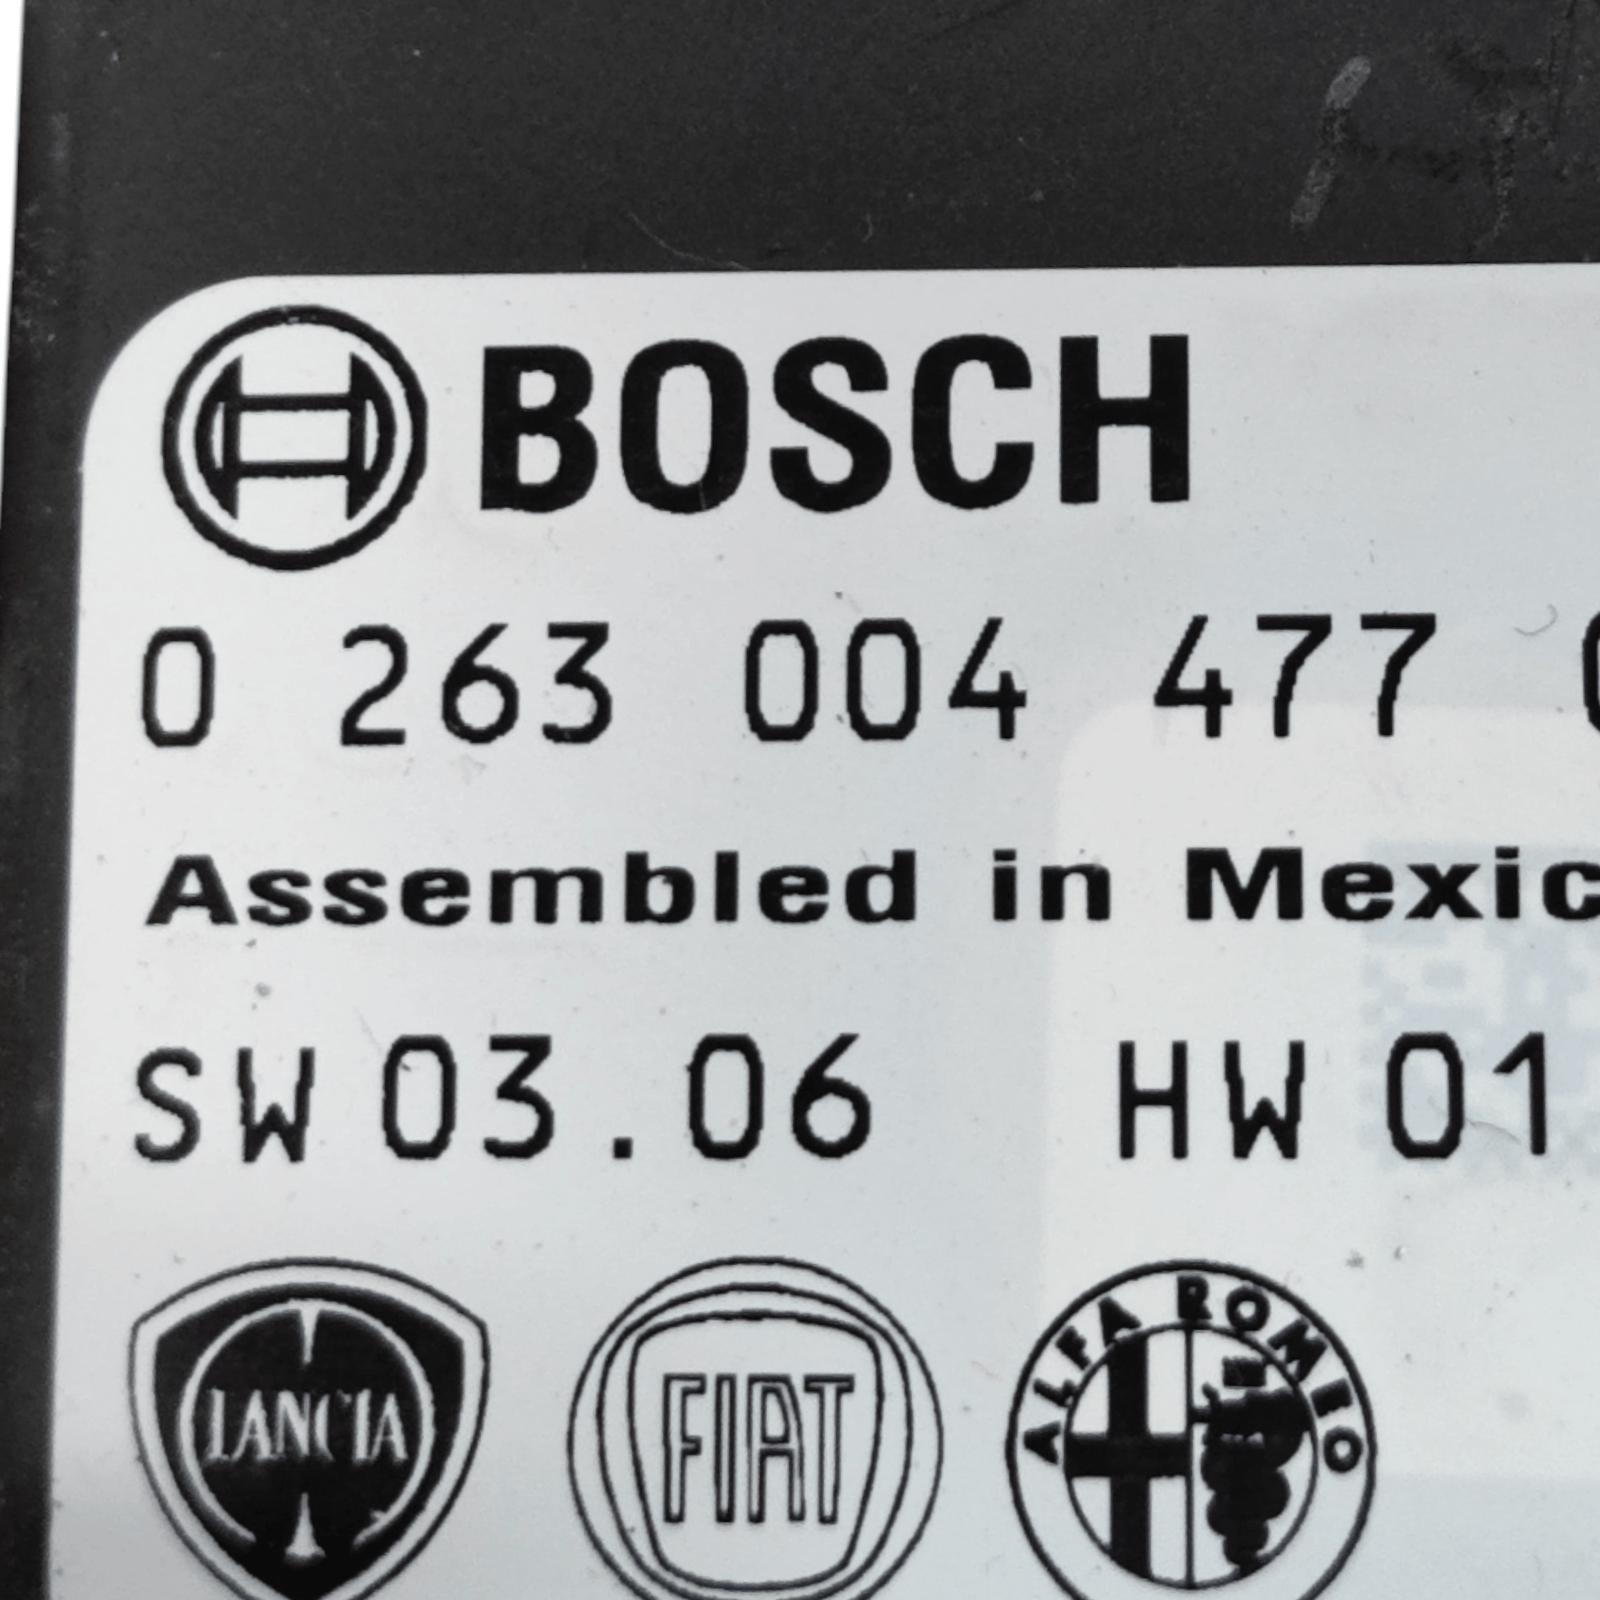 BOSCH
0 263 004 477
Assembled in Mexic
SW 03.06 HW 01
LANCIA FIAT ALFA ROMEO